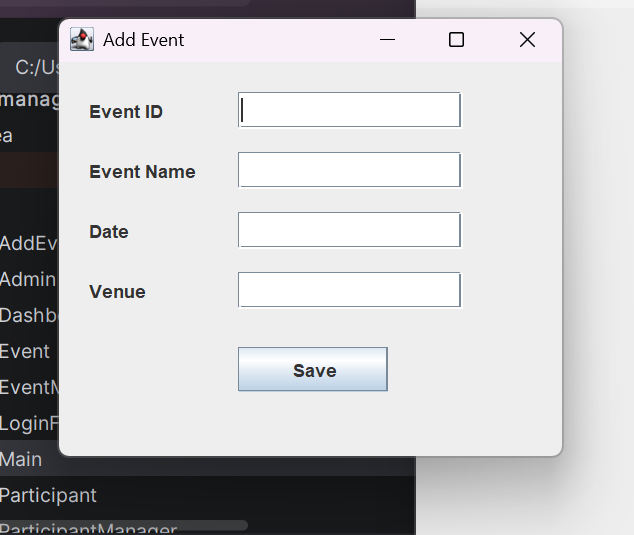 Add Event
C:/Us
manag
ea
Event ID
Event Name
Date
Venue
Save
AddEv
Admin
Dashb
Event
EventM
LoginF
Main
Participant
ParticipantManager